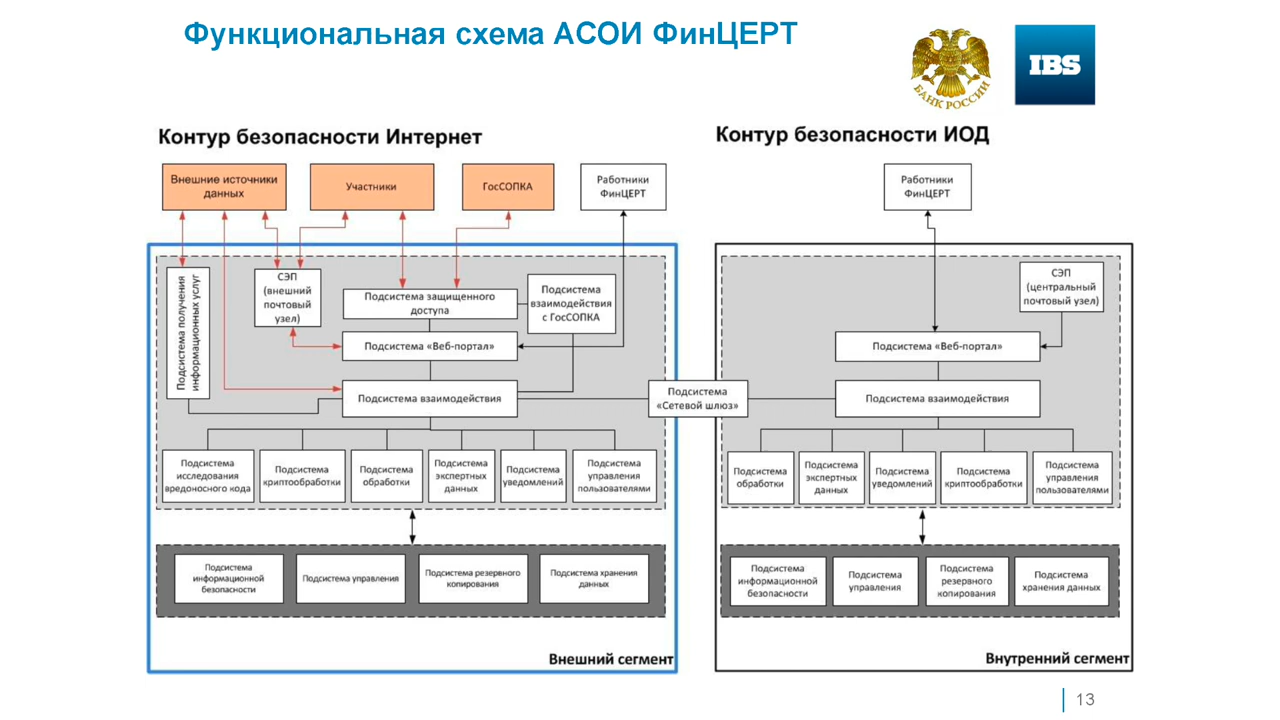 Функциональная схема АСОИ ФинЦЕРТ
БАНК РОССИИ
IBS
Контур безопасности Интернет
Контур безопасности ИОД
Внешние источники
данных
Участники
ГосСОПКА
Работники
ФинЦЕРТ
Работники
ФинЦЕРТ
Подсистема получения
информационных услуг
СЭП
(внешний
почтовый
узел)
Подсистема защищенного
доступа
Подсистема
взаимодействия
с ГосСОПКА
Подсистема «Веб-портал»
Подсистема взаимодействия
Подсистема
«Сетевой шлюз»
СЭП
(центральный
почтовый узел)
Подсистема «Веб-портал»
Подсистема взаимодействия
Подсистема
исследования
вредоносного кода
Подсистема
криптообработки
Подсистема
обработки
Подсистема
экспертных
данных
Подсистема
уведомлений
Подсистема
управления
пользователями
Подсистема
обработки
Подсистема
экспертных
данных
Подсистема
уведомлений
Подсистема
криптообработки
Подсистема
управления
пользователями
Подсистема
информационной
безопасности
Подсистема управления
Подсистема резервного
копирования
Подсистема хранения
данных
Подсистема
информационной
безопасности
Подсистема
управления
Подсистема
резервного
копирования
Подсистема
хранения данных
Внешний сегмент
Внутренний сегмент
13